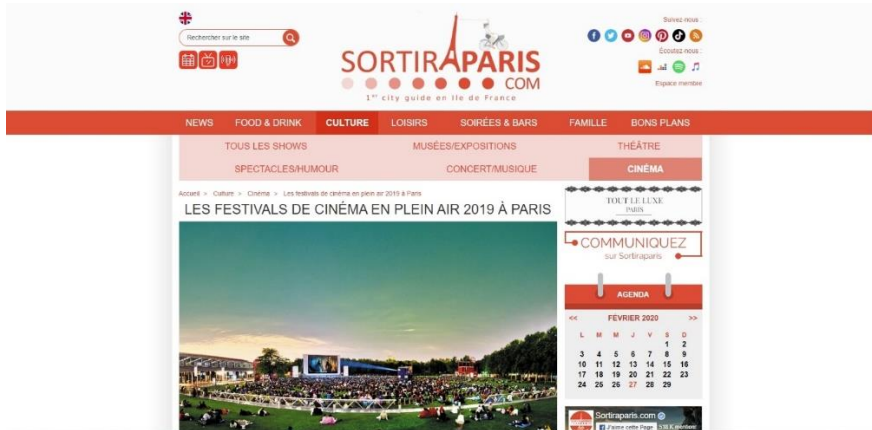 Suivez-nous :
Rechercher sur le site
Écoutez-nous :
SORTIRAPARIS
COM
1er city guide en Ile de France
Espace membre
NEWS FOOD & DRINK CULTURE LOISIRS SOIRÉES & BARS FAMILLE BONS PLANS
TOUS LES SHOWS MUSÉES/EXPOSITIONS THÉÂTRE
SPECTACLES/HUMOUR CONCERT/MUSIQUE CINÉMA
Accueil > Culture > Cinéma > Les festivals de cinéma en plein air 2019 à Paris
LES FESTIVALS DE CINÉMA EN PLEIN AIR 2019 À PARIS
TOUT LE LUXE
PARIS
COMMUNIQUEZ
sur Sortiraparis
AGENDA
<< FÉVRIER 2020 >>
L M M J V S D
1 2
3 4 5 6 7 8 9
10 11 12 13 14 15 16
17 18 19 20 21 22 23
24 25 26 27 28 29
Sortiraparis.com
J'aime cette Page